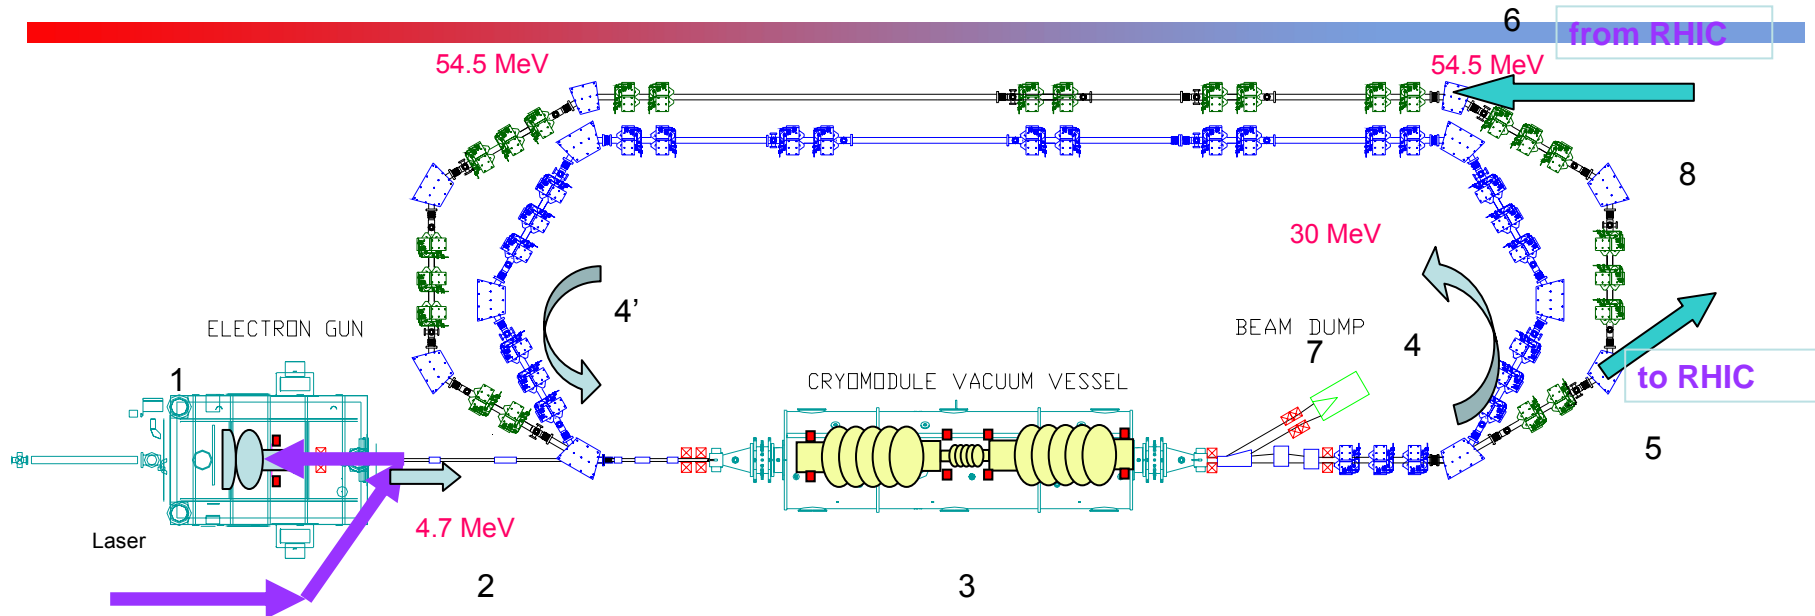 6
from RHIC
54.5 MeV
54.5 MeV
8
30 MeV
4'
ELECTRON GUN
BEAM DUMP
7
4
1
CRYOMODULE VACUUM VESSEL
to RHIC
5
4.7 MeV
Laser
2
3